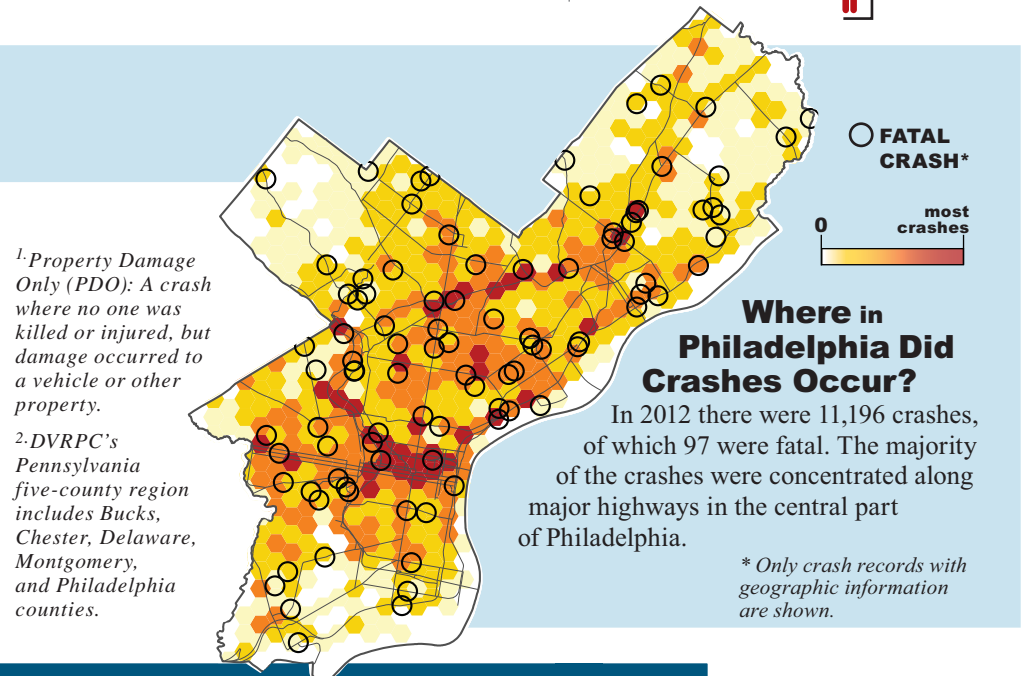 1.Property Damage
Only (PDO): A crash
where no one was
killed or injured, but
damage occurred to
a vehicle or other
property.
2.DVRPC’s
Pennsylvania
five-county region
includes Bucks,
Chester, Delaware,
Montgomery,
and Philadelphia
counties.
FATAL
CRASH*
0
most
crashes
Where in
Philadelphia Did
Crashes Occur?
In 2012 there were 11,196 crashes,
of which 97 were fatal. The majority
of the crashes were concentrated along
major highways in the central part
of Philadelphia.
* Only crash records with
geographic information
are shown.